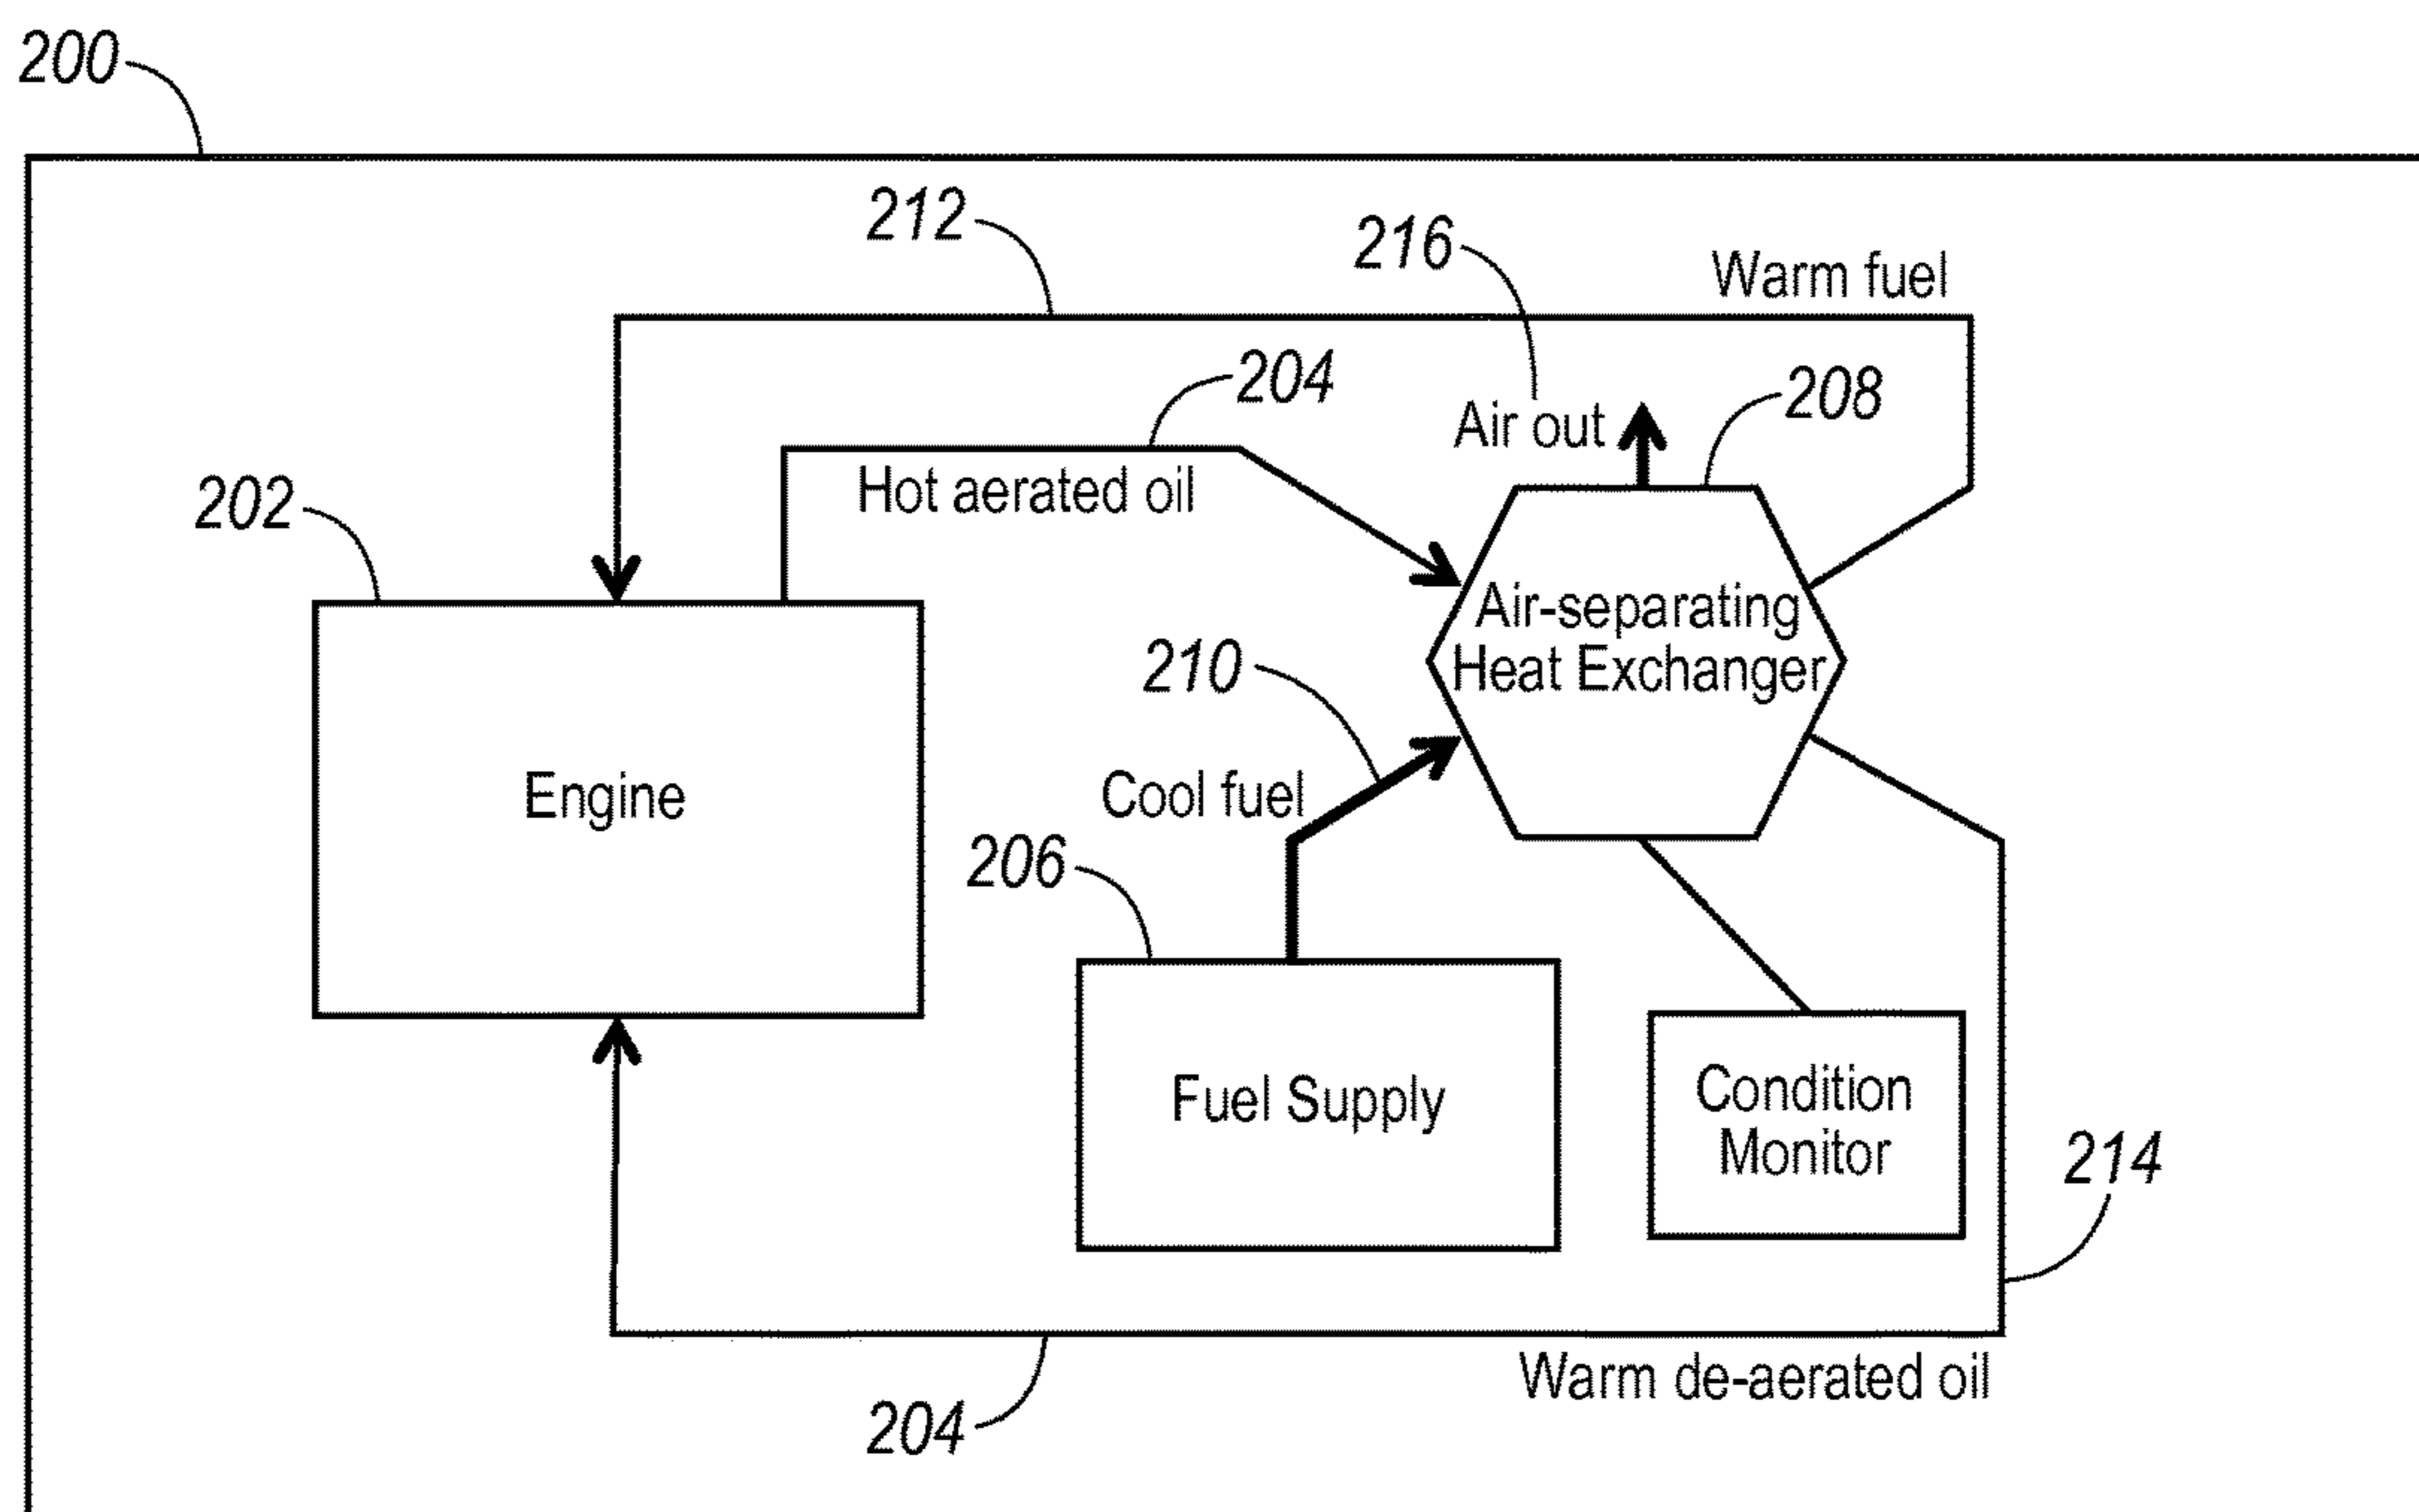 200
212
216
Warm fuel
204
208
Air out
202
Hot aerated oil
Air-separating
Heat Exchanger
210
Engine
Cool fuel
206
Fuel Supply
Condition
Monitor
214
Warm de-aerated oil
204